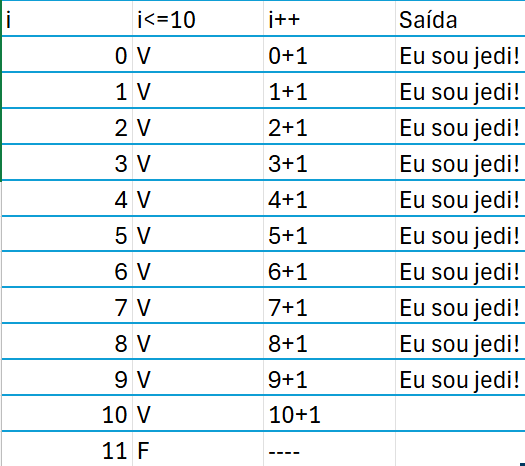 i i<=10 i++ Saída
0 V 0+1 Eu sou jedi!
1 V 1+1 Eu sou jedi!
2 V 2+1 Eu sou jedi!
3 V 3+1 Eu sou jedi!
4 V 4+1 Eu sou jedi!
5 V 5+1 Eu sou jedi!
6 V 6+1 Eu sou jedi!
7 V 7+1 Eu sou jedi!
8 V 8+1 Eu sou jedi!
9 V 9+1 Eu sou jedi!
10 V 10+1
11 F ----